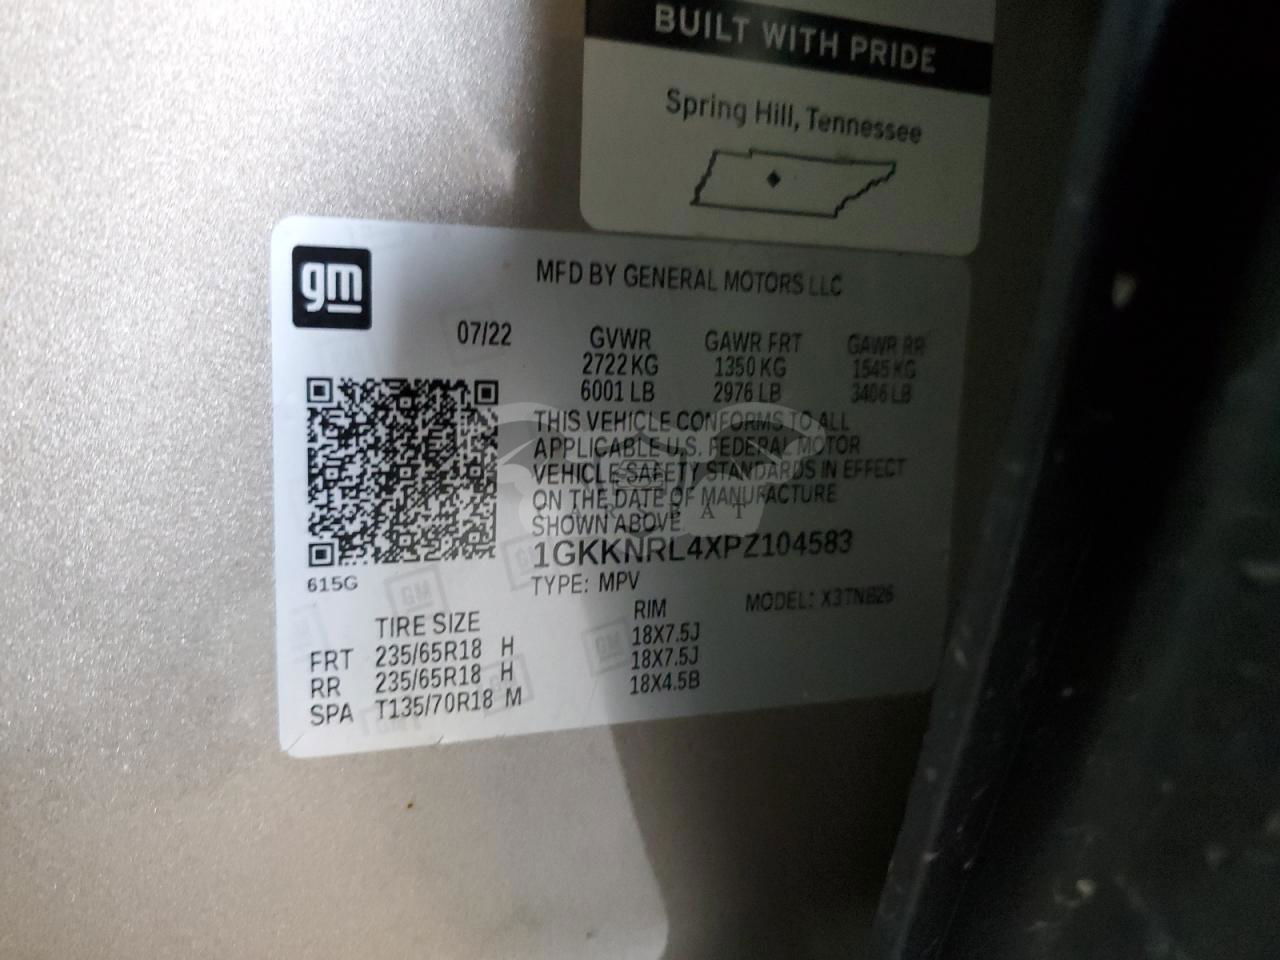 BUILT WITH PRIDE
Spring Hill, Tennessee
gm
MFD BY GENERAL MOTORS LLC
07/22 GVWR GAWR FRT GAWR RR
2722 KG 1350 KG 1545 KG
6001 LB 2976 LB 3406 LB
THIS VEHICLE CONFORMS TO ALL
APPLICABLE U.S. FEDERAL MOTOR
VEHICLE SAFETY STANDARDS IN EFFECT
ON THE DATE OF MANUFACTURE
SHOWN ABOVE.
1GKKNRL4XPZ104583
615G
TYPE: MPV MODEL: X3TNB26
TIRE SIZE RIM
FRT 235/65R18 H 18X7.5J
RR 235/65R18 H 18X7.5J
SPA T135/70R18 M 18X4.5B
GM
GM